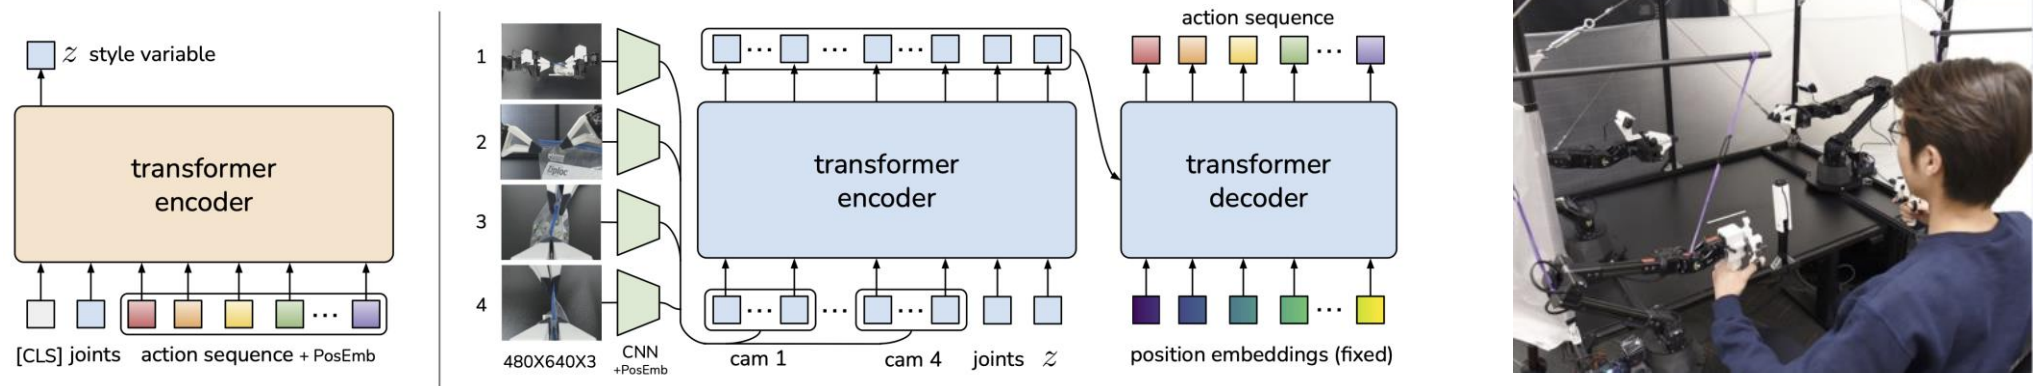 z style variable
transformer
encoder
[CLS] joints action sequence + PosEmb
1
2
3
4
Ziploc
480X640X3
CNN
+PosEmb
transformer
encoder
cam 1 cam 4 joints z
action sequence
transformer
decoder
position embeddings (fixed)